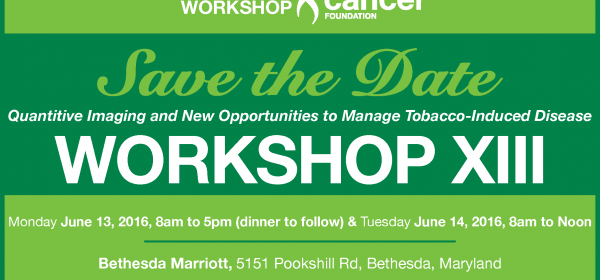 WORKSHOP cancer
FOUNDATION
Save the Date
Quantitive Imaging and New Opportunities to Manage Tobacco-Induced Disease
WORKSHOP XIII
Monday June 13, 2016, 8am to 5pm (dinner to follow) & Tuesday June 14, 2016, 8am to Noon
Bethesda Marriott, 5151 Pookshill Rd, Bethesda, Maryland